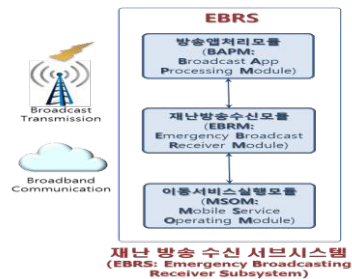 EBRS
방송앱처리모듈
(BAPM:
Broadcast App
Processing Module)
Broadcast
Transmission
재난방송수신모듈
(EBRM:
Emergency Broadcast
Receiver Module)
Broadband
Communication
이동서비스실행모듈
(MSOM:
Mobile Service
Operating Module)
재난 방송 수신 서브시스템
(EBRS: Emergency Broadcasting
Receiver Subsystem)